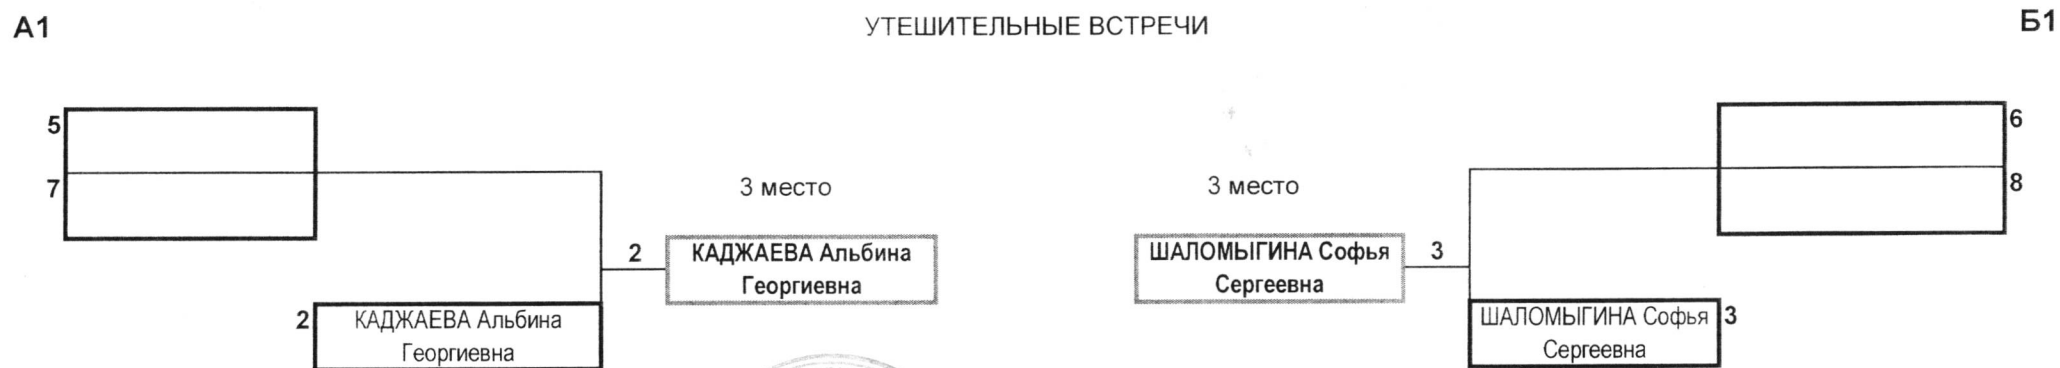 А1
УТЕШИТЕЛЬНЫЕ ВСТРЕЧИ
Б1
5
7
3 место
2
КАДЖАЕВА Альбина
Георгиевна
2
КАДЖАЕВА Альбина
Георгиевна
6
8
3 место
ШАЛОМЫГИНА Софья
Сергеевна
3
ШАЛОМЫГИНА Софья
Сергеевна
3